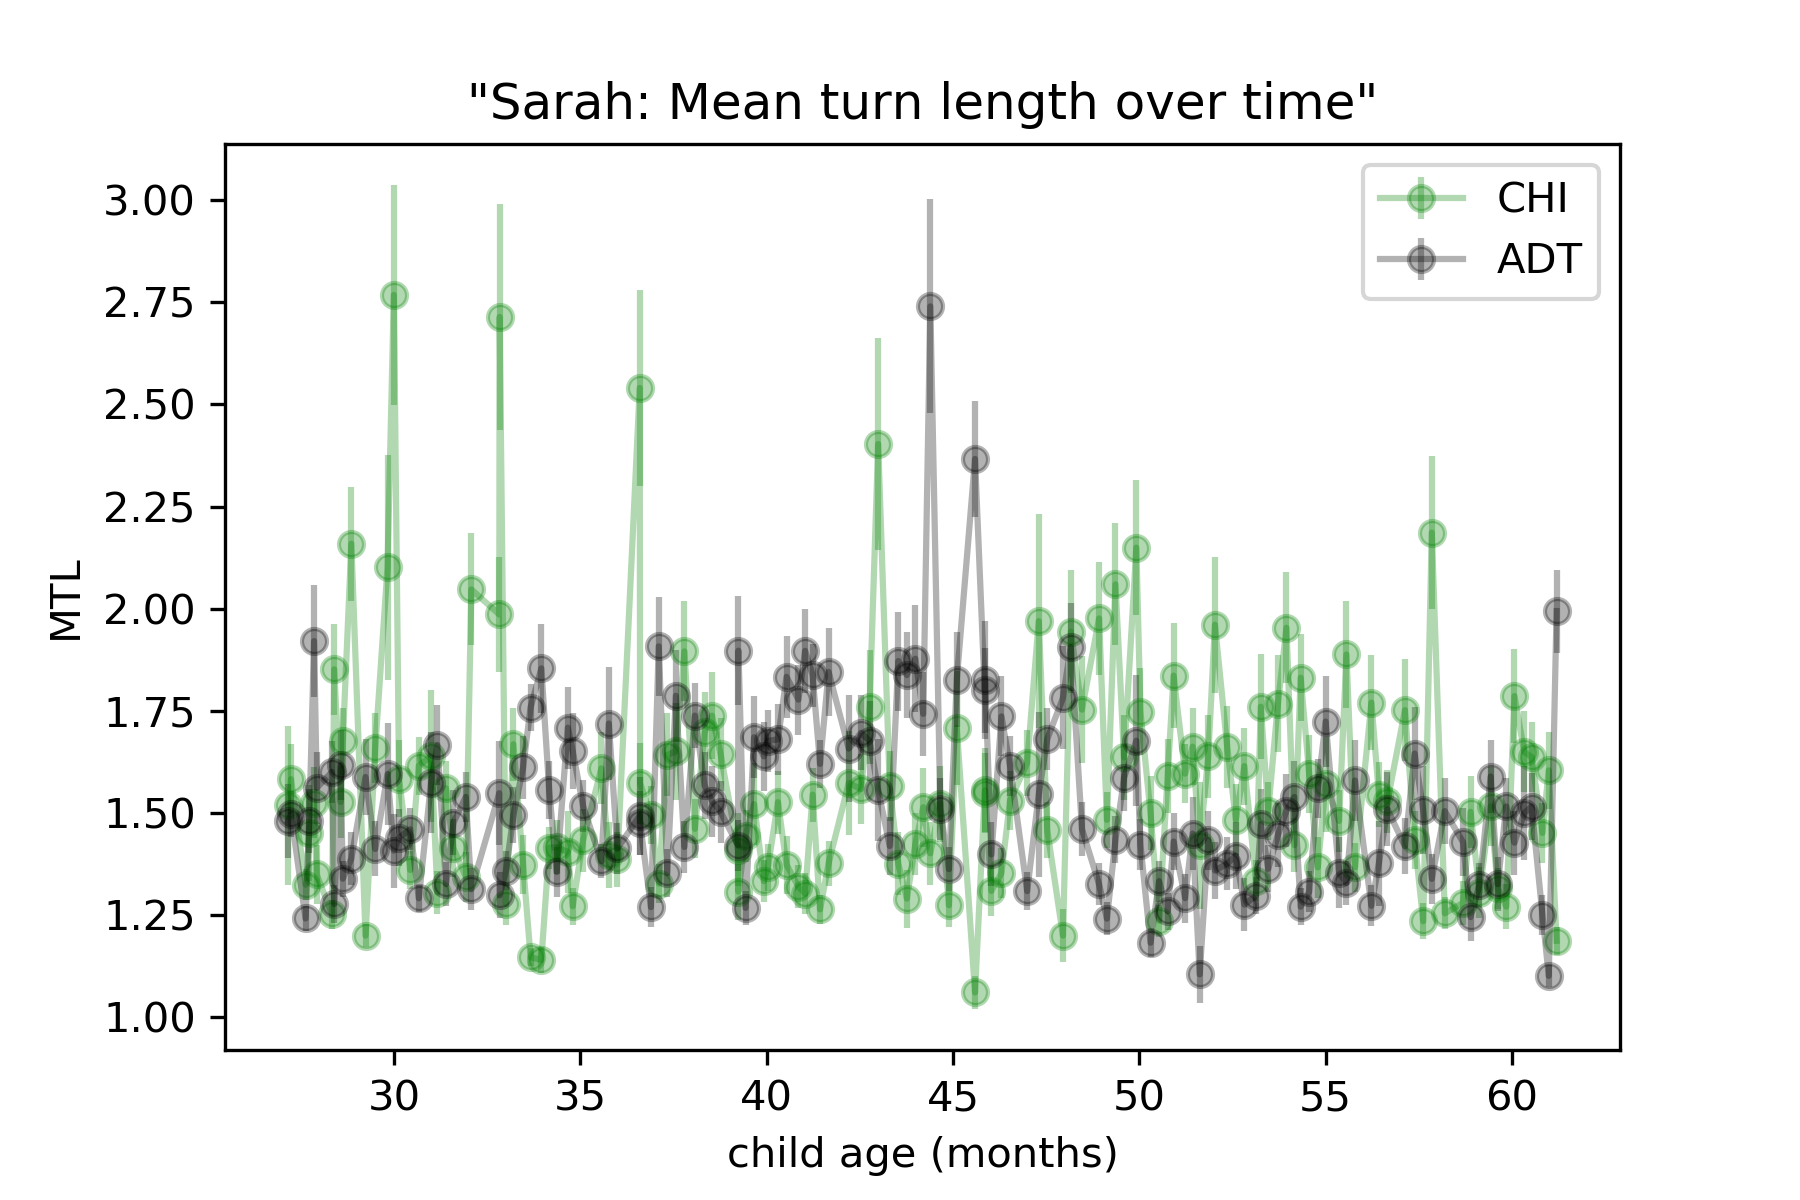 "Sarah: Mean turn length over time"
CHI
ADT
3.00
2.75
2.50
2.25
2.00
1.75
1.50
1.25
1.00
MTL
30 35 40 45 50 55 60
child age (months)